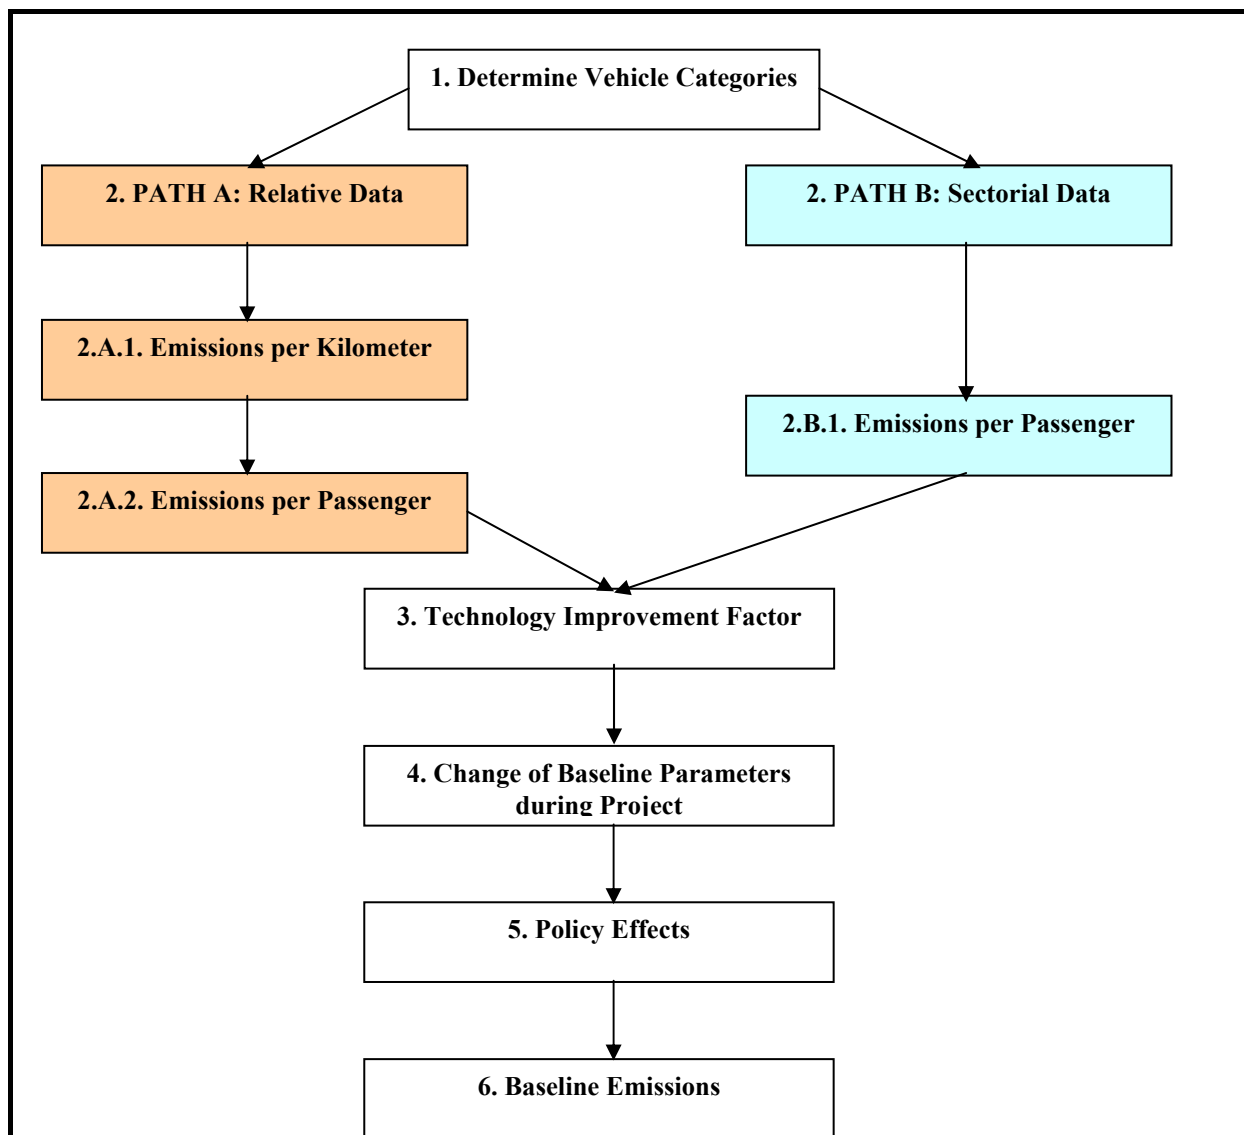 1. Determine Vehicle Categories
2. PATH A: Relative Data
2. PATH B: Sectorial Data
2.A.1. Emissions per Kilometer
2.B.1. Emissions per Passenger
2.A.2. Emissions per Passenger
3. Technology Improvement Factor
4. Change of Baseline Parameters
during Project
5. Policy Effects
6. Baseline Emissions